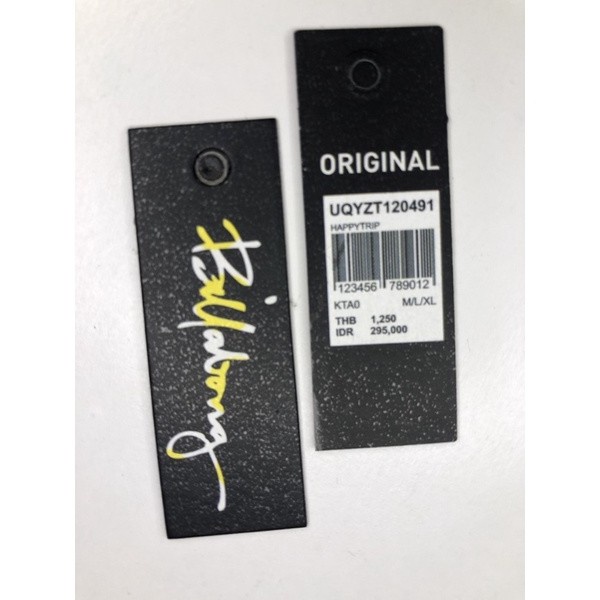 Billabong
ORIGINAL
UQYZT120491
HAPPYTRIP
123456 789012
KTA0 M/L/XL
THB 1,250
IDR 295,000